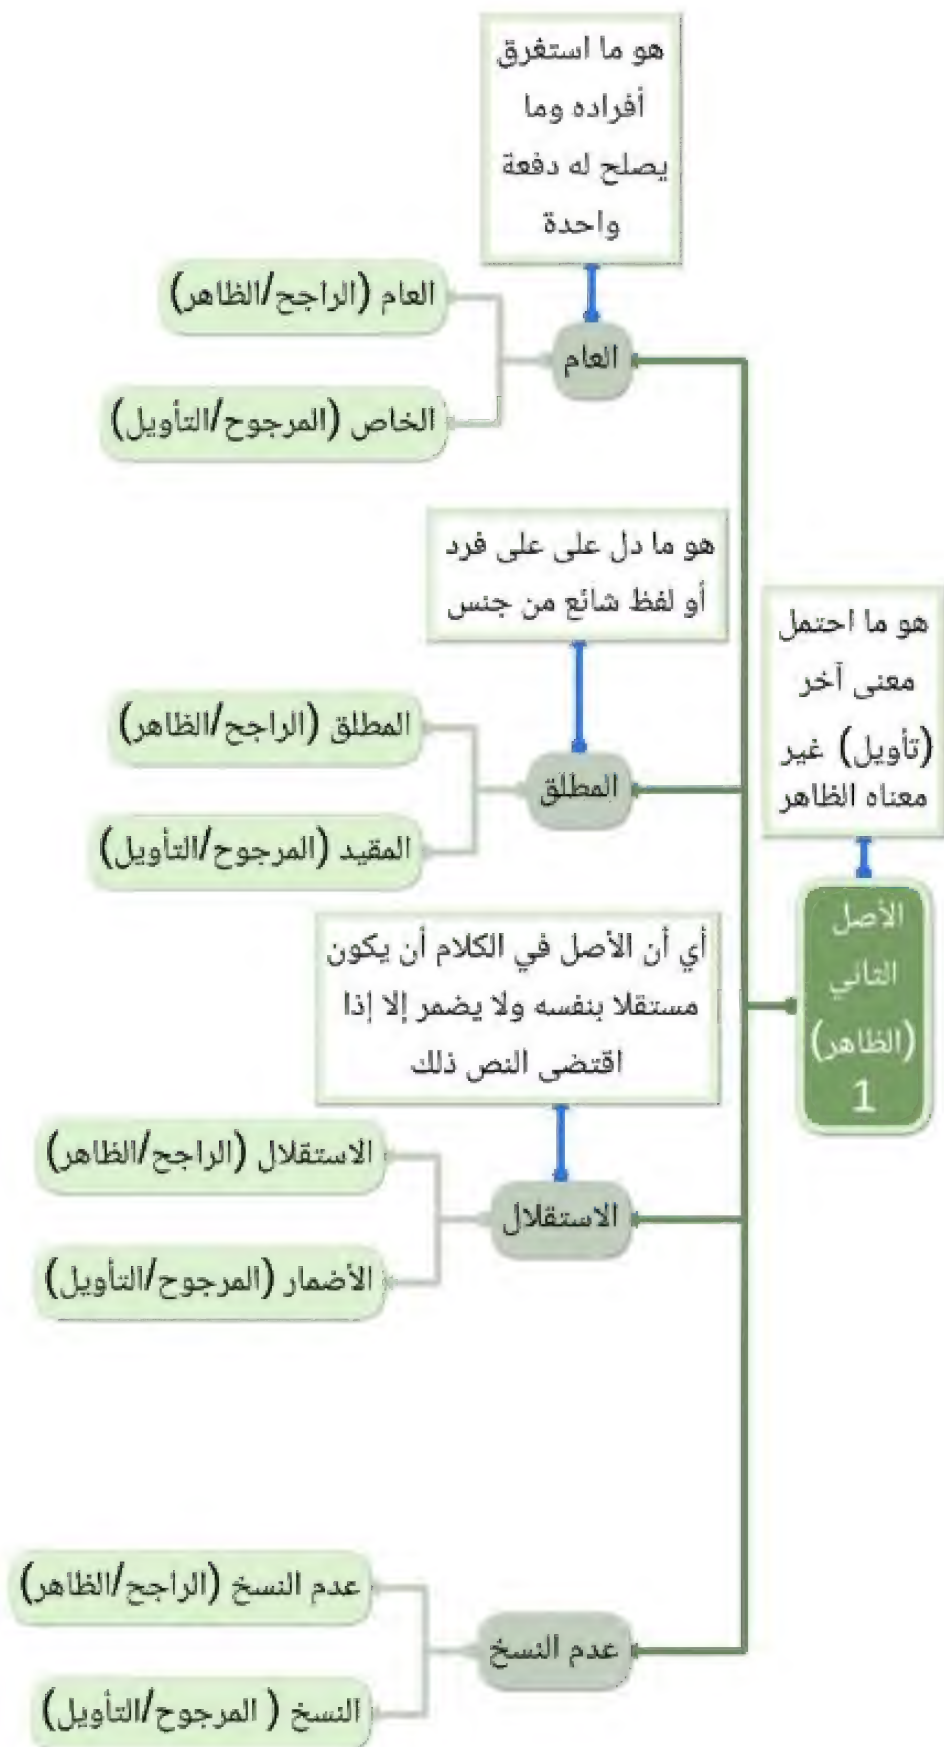 هو ما استغرق
أفراده وما
يصلح له دفعة
واحدة
العام
العام (الراجح/الظاهر)
الخاص (المرجوح/التأويل)
هو ما دل على على فرد
أو لفظ شائع من جنس
المطلق
المطلق (الراجح/الظاهر)
المقيد (المرجوح/التأويل)
هو ما احتمل
معنى آخر
(تأويل) غير
معناه الظاهر
الأصل
الثاني
(الظاهر)
1
أي أن الأصل في الكلام أن يكون
مستقلا بنفسه ولا يضمر إلا إذا
اقتضى النص ذلك
الاستقلال
الاستقلال (الراجح/الظاهر)
الأضمار (المرجوح/التأويل)
عدم النسخ
عدم النسخ (الراجح/الظاهر)
النسخ ( المرجوح/التأويل)